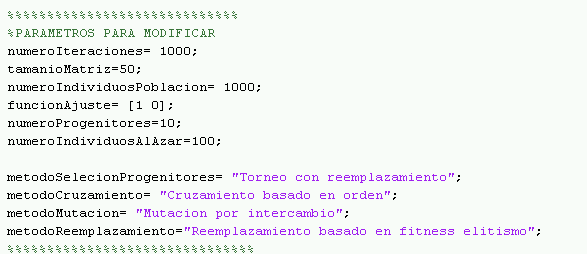 %%%%%%%%%%%%%%%%%%%%%%%%%%%%
%PARAMETROS PARA MODIFICAR
numeroIteraciones= 1000;
tamanioMatriz=50;
numeroIndividuosPoblacion= 1000;
funcionAjuste= [1 0];
numeroProgenitores=10;
numeroIndividuosAlAzar=100;
metodoSelecionProgenitores= "Torneo con reemplazamiento";
metodoCruzamiento= "Cruzamiento basado en orden";
metodoMutacion= "Mutacion por intercambio";
metodoReemplazamiento="Reemplazamiento basado en fitness elitismo";
%%%%%%%%%%%%%%%%%%%%%%%%%%%%%%